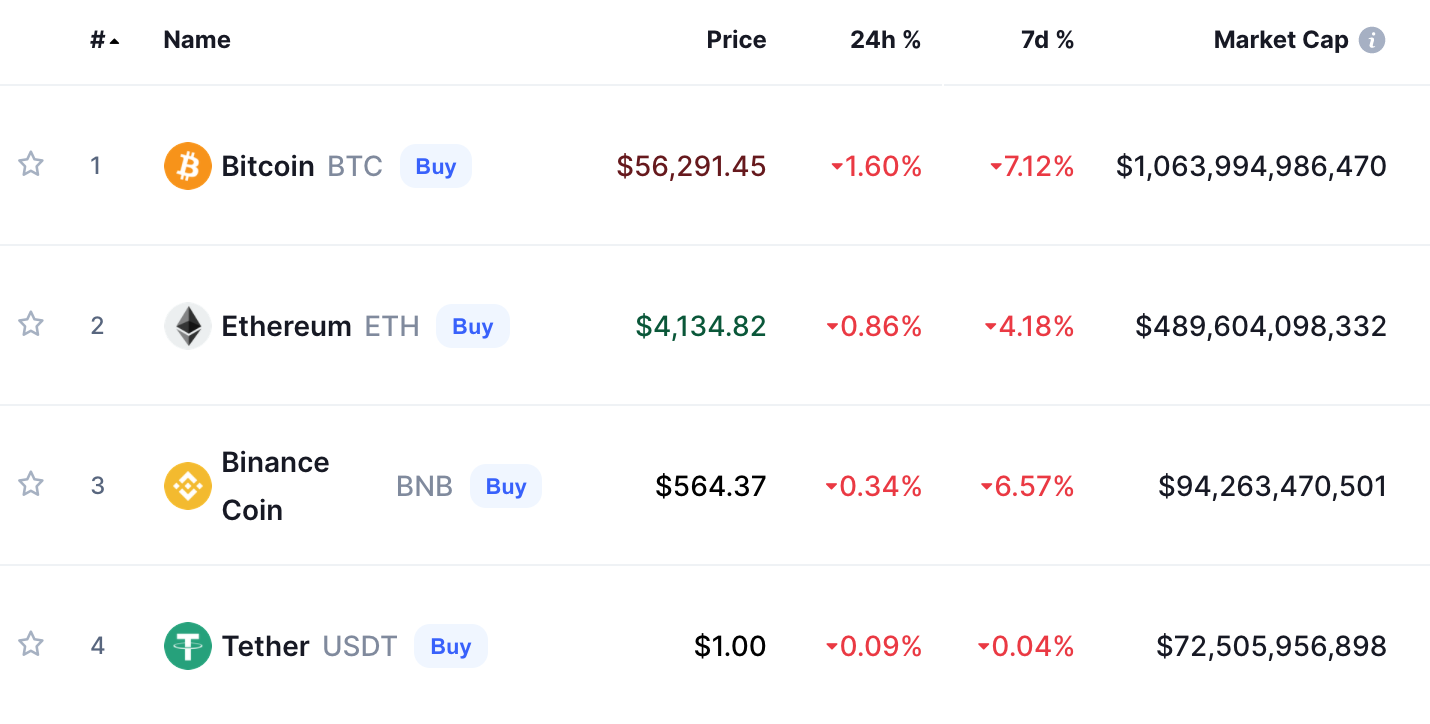 # Name Price 24h % 7d % Market Cap
1 Bitcoin BTC Buy $56,291.45 1.60% 7.12% $1,063,994,986,470
2 Ethereum ETH Buy $4,134.82 0.86% 4.18% $489,604,098,332
3 Binance Coin BNB Buy $564.37 0.34% 6.57% $94,263,470,501
4 Tether USDT Buy $1.00 0.09% 0.04% $72,505,956,898